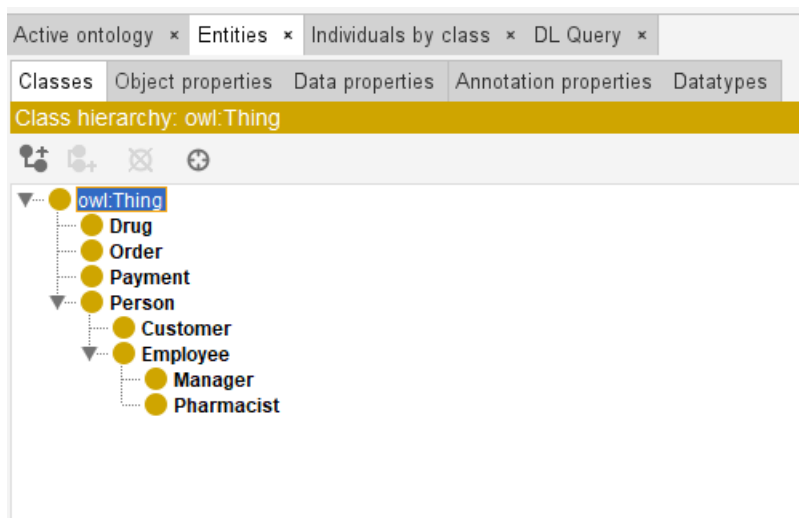 Active ontology × Entities × Individuals by class × DL Query ×
Classes Object properties Data properties Annotation properties Datatypes
Class hierarchy: owl:Thing
owl:Thing
Drug
Order
Payment
Person
Customer
Employee
Manager
Pharmacist